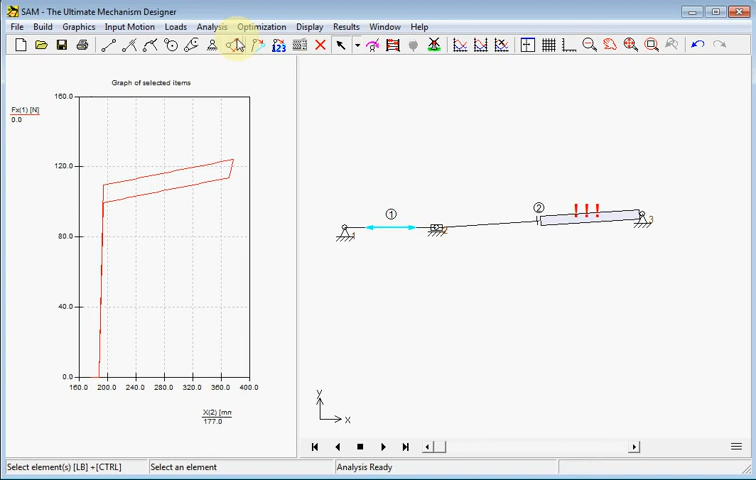 SAM - The Ultimate Mechanism Designer
File Build Graphics Input Motion Loads Analysis Optimization Display Results Window Help
123
Graph of selected items
Fx(1) [N]
0.0
160.0
120.0
80.0
40.0
0.0
160.0 200.0 240.0 280.0 320.0 360.0 400.0
X(2) [mm
177.0
1
2
!!!
1
2
3
Y
X
Select element(s) [LB] +[CTRL] Select an element Analysis Ready